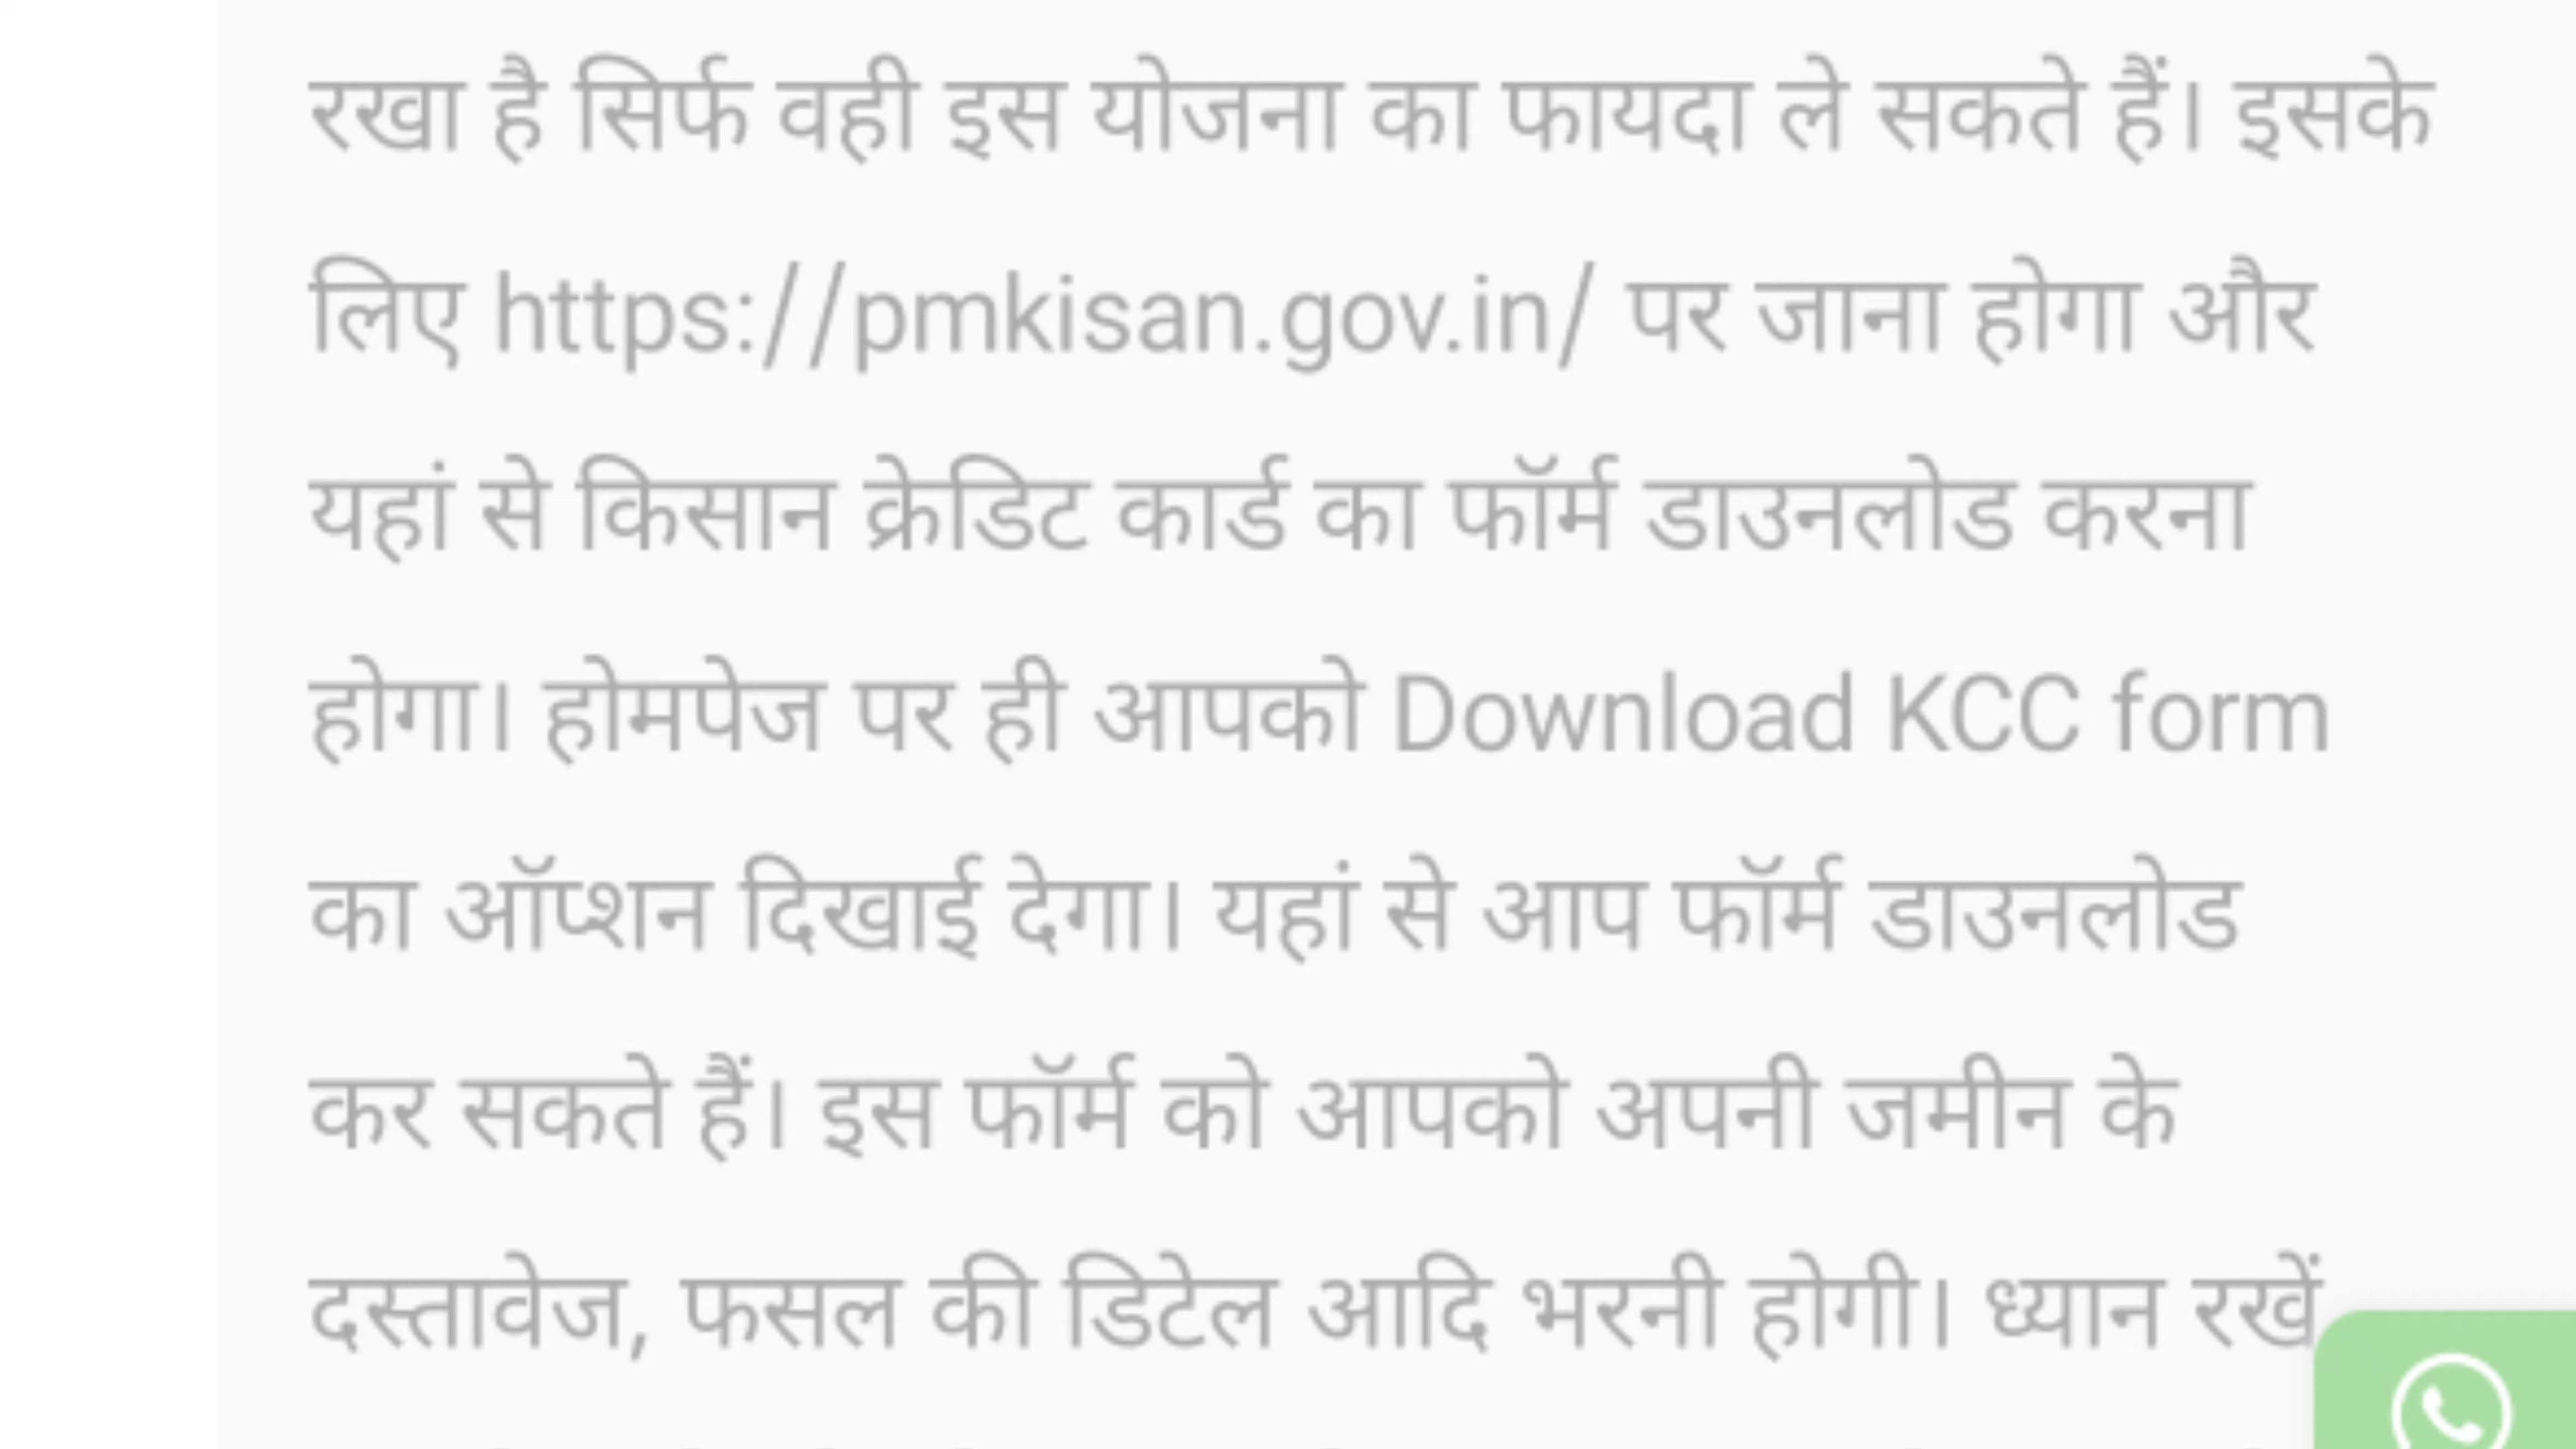 रखा है सिर्फ वही इस योजना का फायदा ले सकते हैं। इसके
लिए https://pmkisan.gov.in/ पर जाना होगा और
यहां से किसान क्रेडिट कार्ड का फॉर्म डाउनलोड करना
होगा। होमपेज पर ही आपको Download KCC form
का ऑप्शन दिखाई देगा। यहां से आप फॉर्म डाउनलोड
कर सकते हैं। इस फॉर्म को आपको अपनी जमीन के
दस्तावेज, फसल की डिटेल आदि भरनी होगी। ध्यान रखें